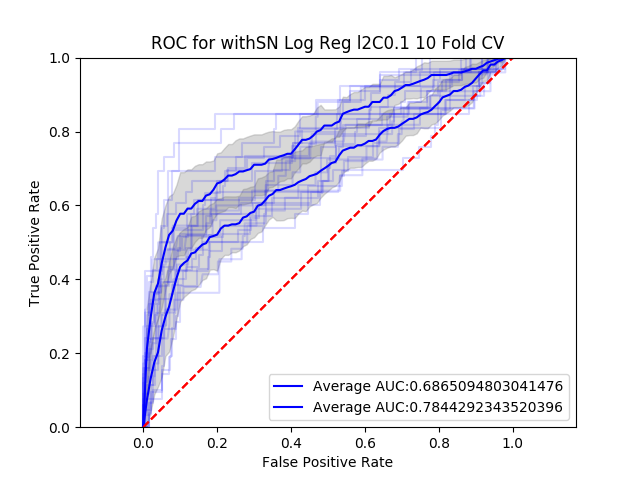 ROC for withSN Log Reg l2C0.1 10 Fold CV
1.0
0.8
0.6
0.4
0.2
0.0
True Positive Rate
Average AUC:0.6865094803041476
Average AUC:0.7844292343520396
0.0 0.2 0.4 0.6 0.8 1.0
False Positive Rate